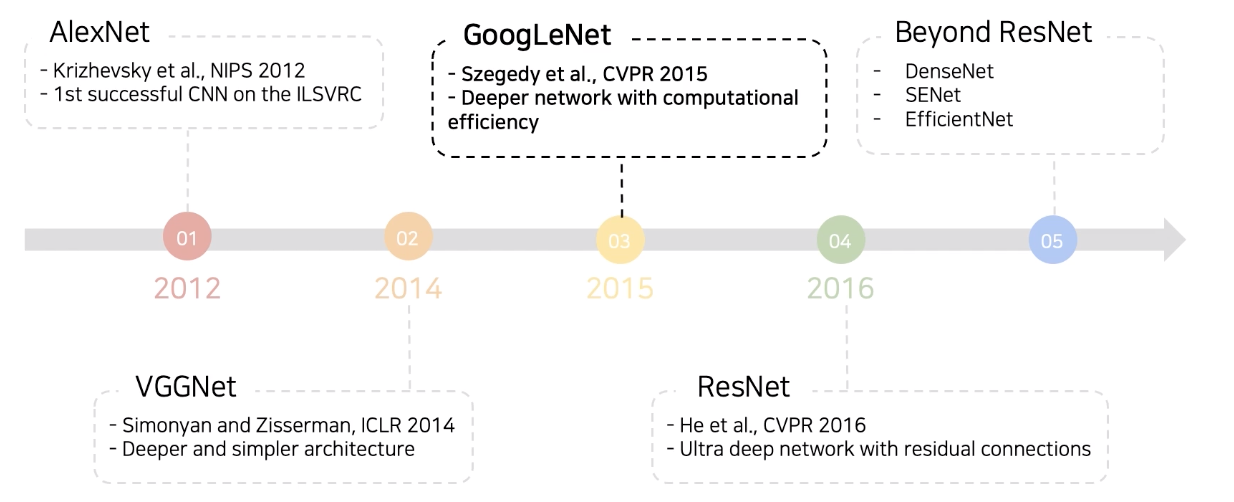 AlexNet
- Krizhevsky et al., NIPS 2012
- 1st successful CNN on the ILSVRC
GoogLeNet
- Szegedy et al., CVPR 2015
- Deeper network with computational
efficiency
Beyond ResNet
- DenseNet
- SENet
- EfficientNet
01
02
03
04
05
2012
2014
2015
2016
VGGNet
- Simonyan and Zisserman, ICLR 2014
- Deeper and simpler architecture
ResNet
- He et al., CVPR 2016
- Ultra deep network with residual connections